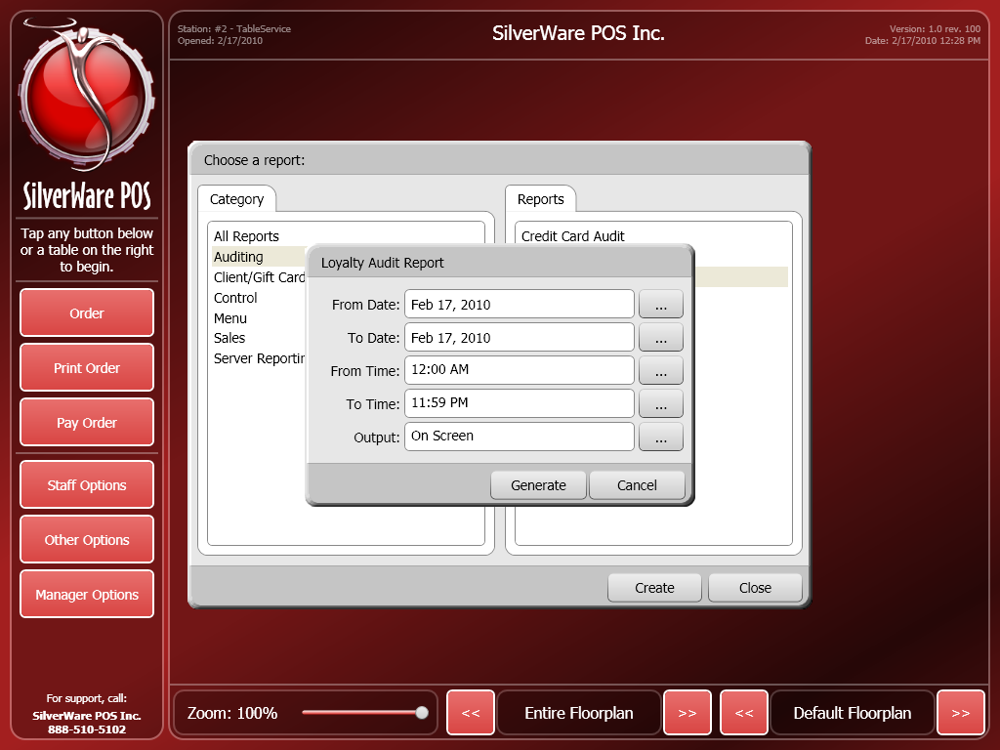 SilverWare POS
Tap any button below
or a table on the right
to begin.
Order
Print Order
Pay Order
Staff Options
Other Options
Manager Options
For support, call:
SilverWare POS Inc.
888-510-5102
Station: #2 - TableService
Opened: 2/17/2010
SilverWare POS Inc.
Version: 1.0 rev. 100
Date: 2/17/2010 12:28 PM
Choose a report:
Category
All Reports
Auditing
Client/Gift Card
Control
Menu
Sales
Server Reportin
Reports
Credit Card Audit
Loyalty Audit Report
From Date: Feb 17, 2010 ...
To Date: Feb 17, 2010 ...
From Time: 12:00 AM ...
To Time: 11:59 PM ...
Output: On Screen ...
Generate Cancel
Create Close
Zoom: 100% << Entire Floorplan >> << Default Floorplan >>